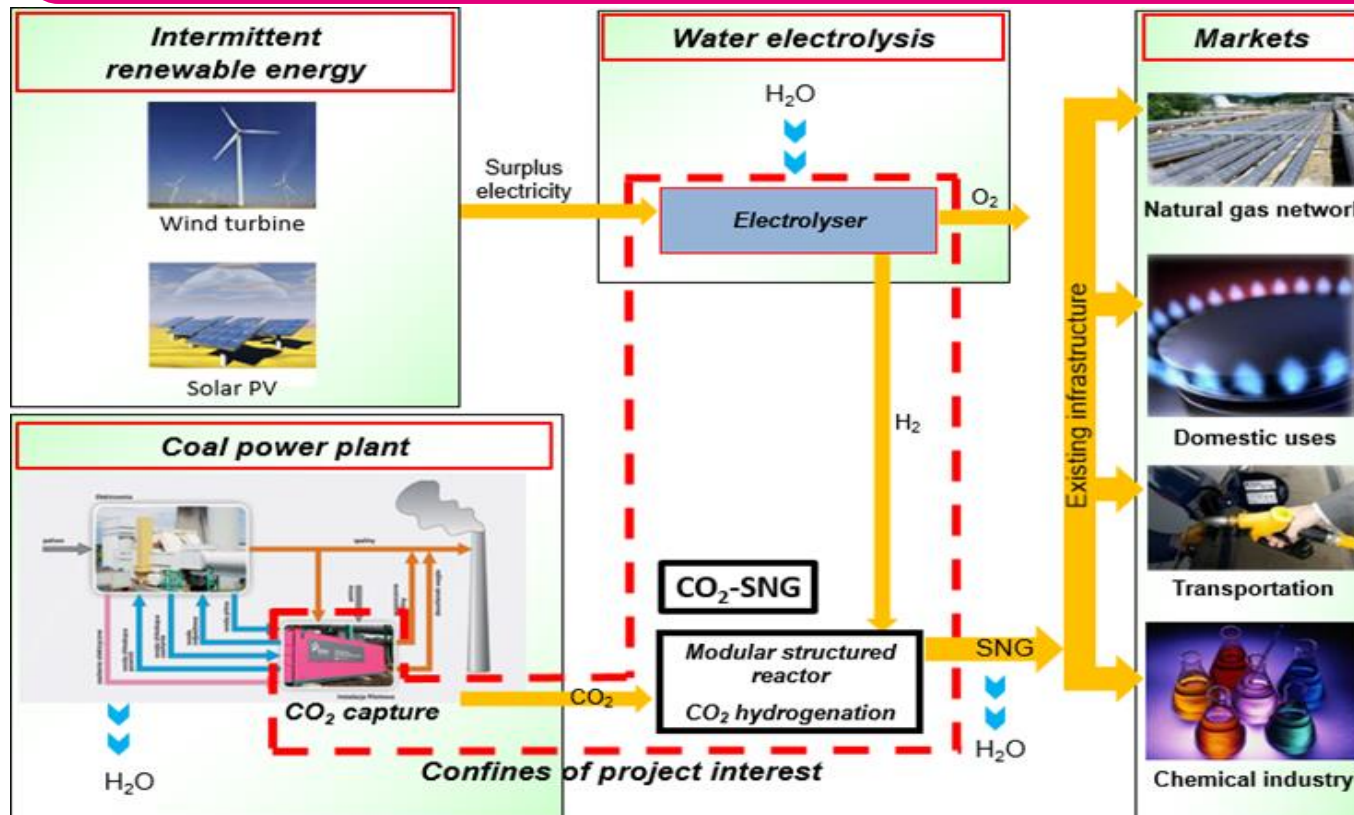 Intermittent
renewable energy
Wind turbine
Solar PV
Surplus
electricity
Water electrolysis
H₂O
Electrolyser
O₂
H₂
Markets
Natural gas network
Domestic uses
Transportation
Chemical industry
Existing infrastructure
Coal power plant
CO₂ capture
H₂O
CO₂
CO₂-SNG
Modular structured
reactor
CO₂ hydrogenation
SNG
H₂O
Confines of project interest